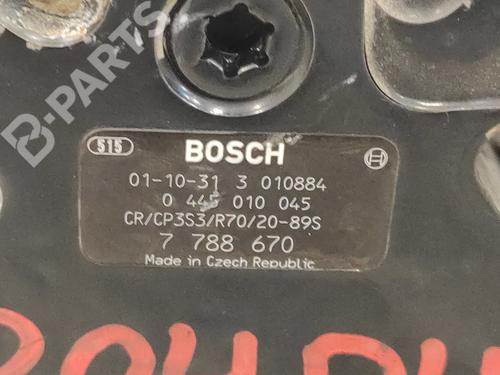 B-PARTS
515
BOSCH
01-10-31 3 010884
0 445 010 045
CR/CP3S3/R70/20-89S
7 788 670
Made in Czech Republic